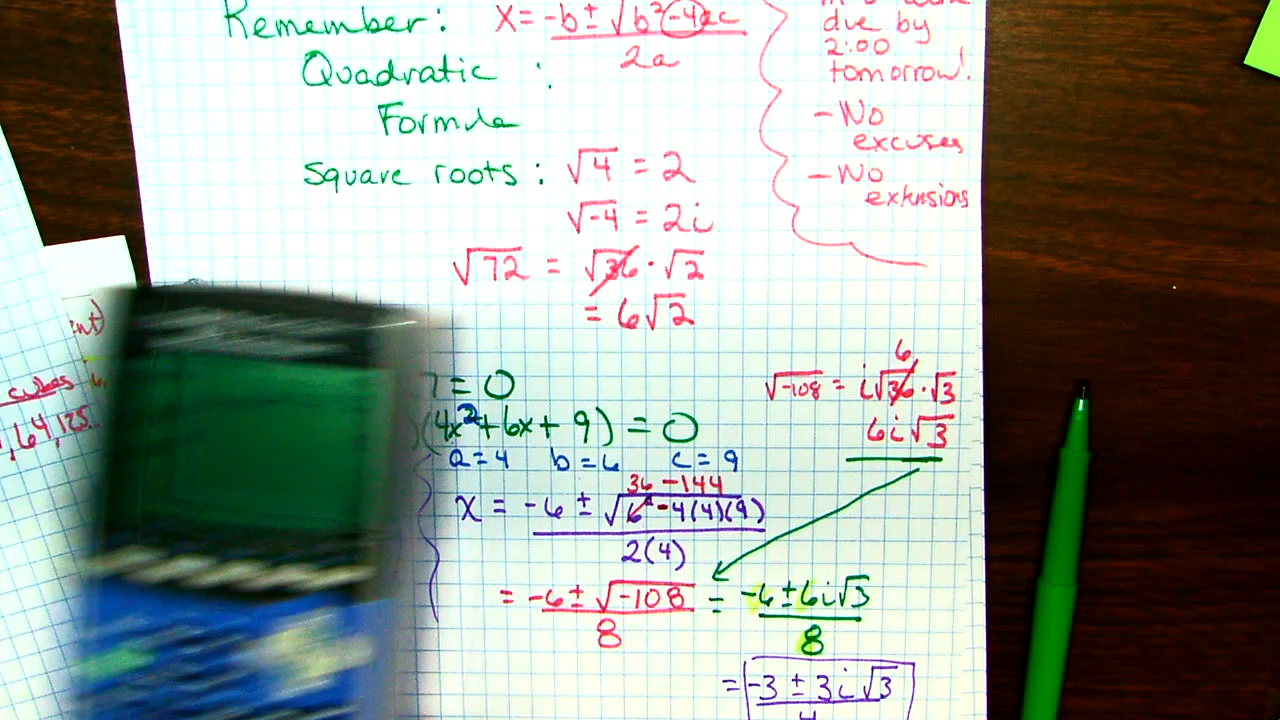 Remember: X = -b ± √b² -4ac
2a
Quadratic :
Formula
square roots : √4 = 2
√-4 = 2i
√72 = √36 · √2
= 6√2
due by
2:00
tomorrow!
- No
excuses
- No
extensions
cubes
64, 125
7 = 0
)(4x² + 6x + 9) = 0
a = 4 b = 6 c = 9
36 - 144
x = -6 ± √6² - 4(4)(9)
2(4)
= -6 ± √-108 = -6 ± 6i√3
8 8
= -3 ± 3i√3
4
6
√-108 = i√36 · √3
6i√3